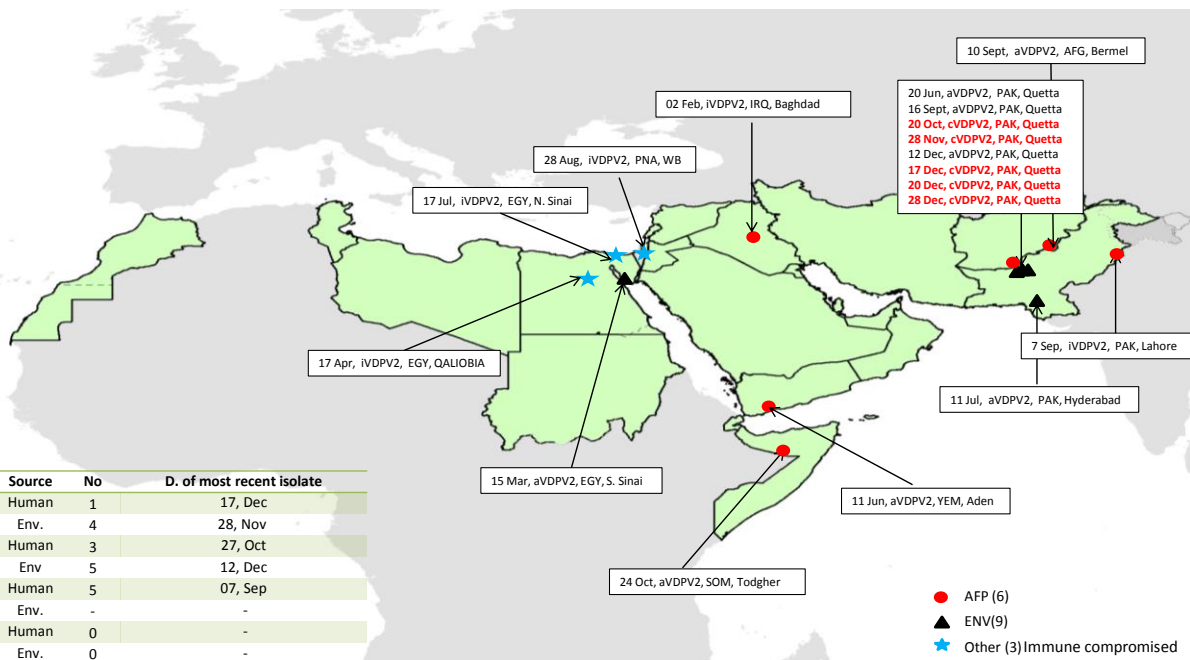 10 Sept, aVDPV2, AFG, Bermel
20 Jun, aVDPV2, PAK, Quetta
16 Sept, aVDPV2, PAK, Quetta
20 Oct, cVDPV2, PAK, Quetta
28 Nov, cVDPV2, PAK, Quetta
12 Dec, aVDPV2, PAK, Quetta
17 Dec, cVDPV2, PAK, Quetta
20 Dec, cVDPV2, PAK, Quetta
28 Dec, cVDPV2, PAK, Quetta
02 Feb, iVDPV2, IRQ, Baghdad
28 Aug, iVDPV2, PNA, WB
17 Jul, iVDPV2, EGY, N. Sinai
17 Apr, iVDPV2, EGY, QALIOBIA
7 Sep, iVDPV2, PAK, Lahore
11 Jul, aVDPV2, PAK, Hyderabad
15 Mar, aVDPV2, EGY, S. Sinai
11 Jun, aVDPV2, YEM, Aden
24 Oct, aVDPV2, SOM, Todgher
Source No D. of most recent isolate
Human 1 17, Dec
Env. 4 28, Nov
Human 3 27, Oct
Env 5 12, Dec
Human 5 07, Sep
Env. - -
Human 0 -
Env. 0 -
AFP (6)
ENV(9)
Other (3) Immune compromised